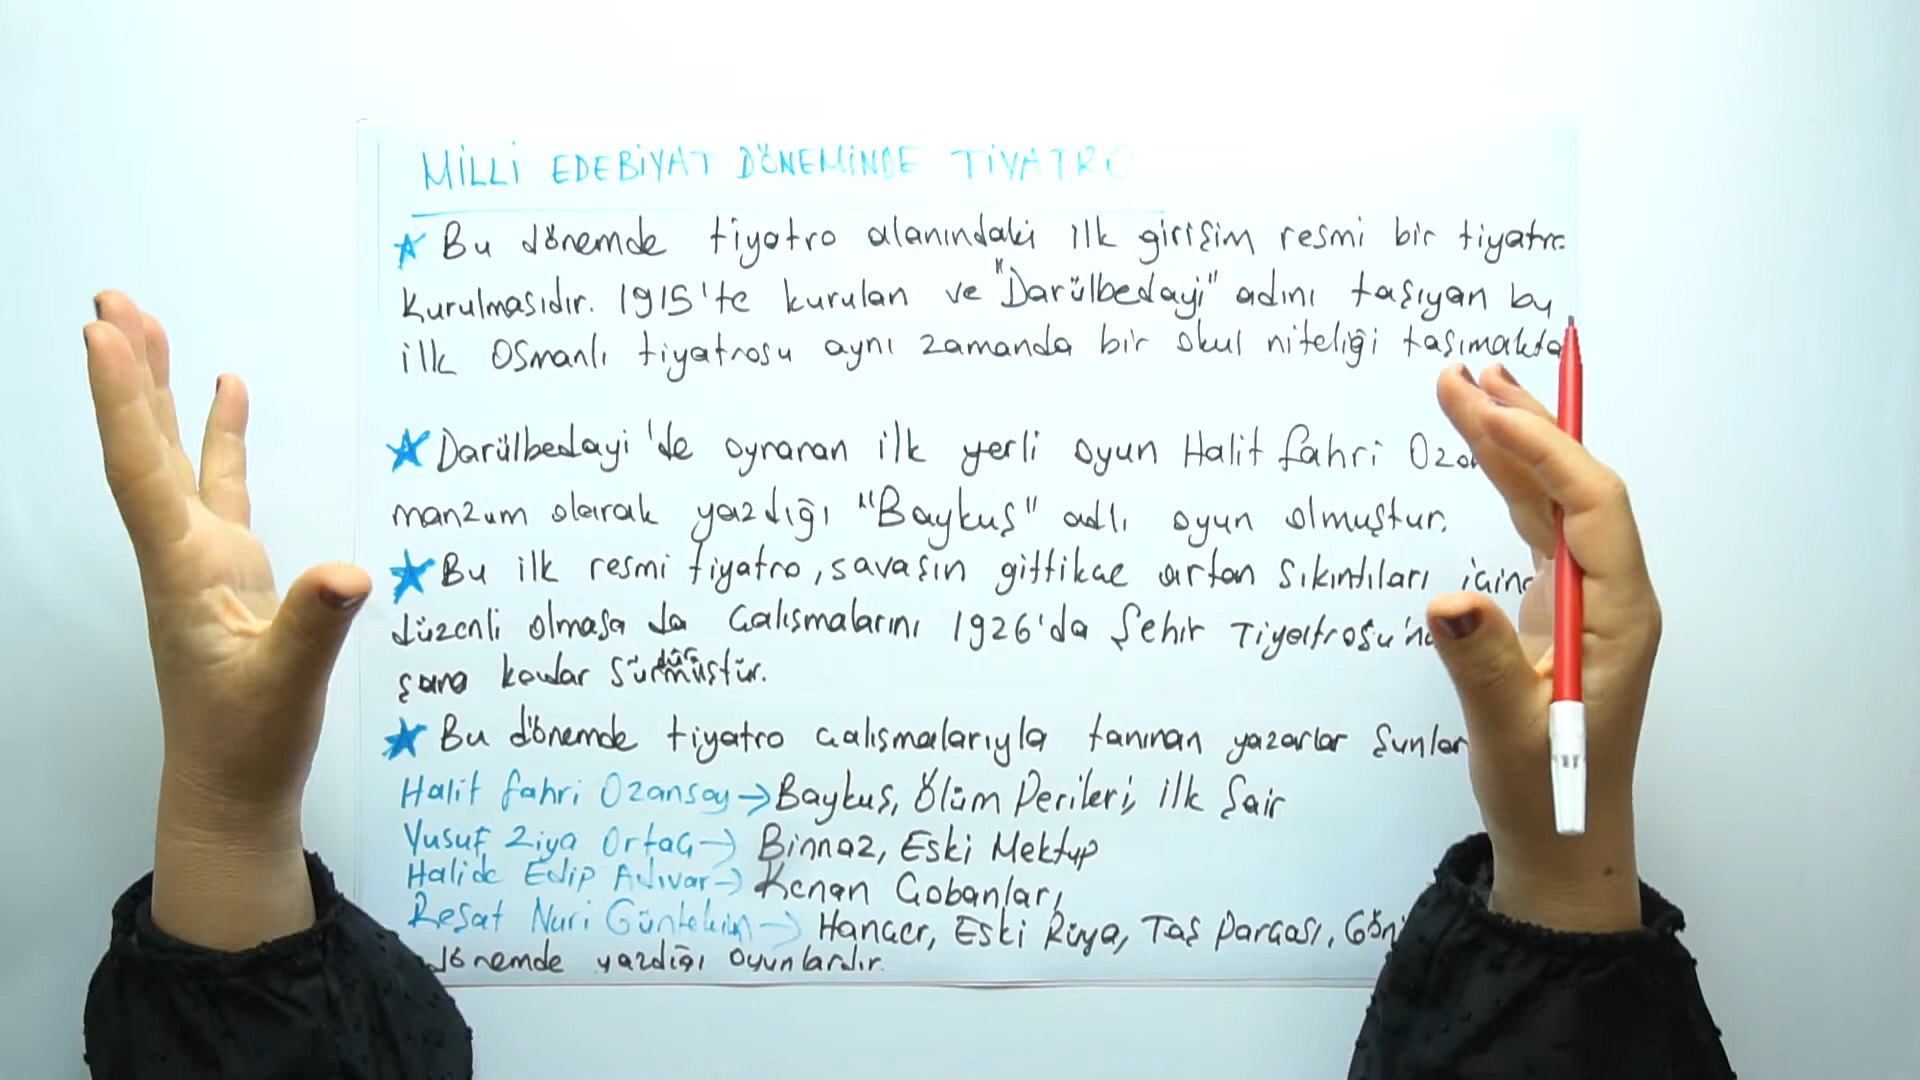 MİLLİ EDEBİYAT DÖNEMİNDE TİYATRO
Bu dönemde tiyatro alanındaki ilk girişim resmi bir tiyatro
kurulmasıdır. 1915'te kurulan ve "Darülbedayi" adını taşıyan bu
ilk Osmanlı tiyatrosu aynı zamanda bir okul niteliği taşımakta
Darülbedayi'de oynanan ilk yerli oyun Halit Fahri
manzum olarak yazdığı "Baykuş" adlı oyun olmuştur.
Bu ilk resmi tiyatro, savaşın gittikçe artan sıkıntıları
düzenli olmasa da çalışmalarını 1926'da Şehir Tiyatrosu'na
şana kadar sürdürmüştür.
Bu dönemde tiyatro çalışmalarıyla tanınan yazarlar şunlar
Halit Fahri Ozansoy → Baykuş, Ölüm Perileri, İlk Şair
Yusuf Ziya Ortaç → Binnaz, Eski Mektup
Halide Edip Adıvar → Kenan Çobanları
Reşat Nuri Güntekin → Hançer, Eski Rüya, Taş Parçası,
dönemde yazdığı oyunlardır.